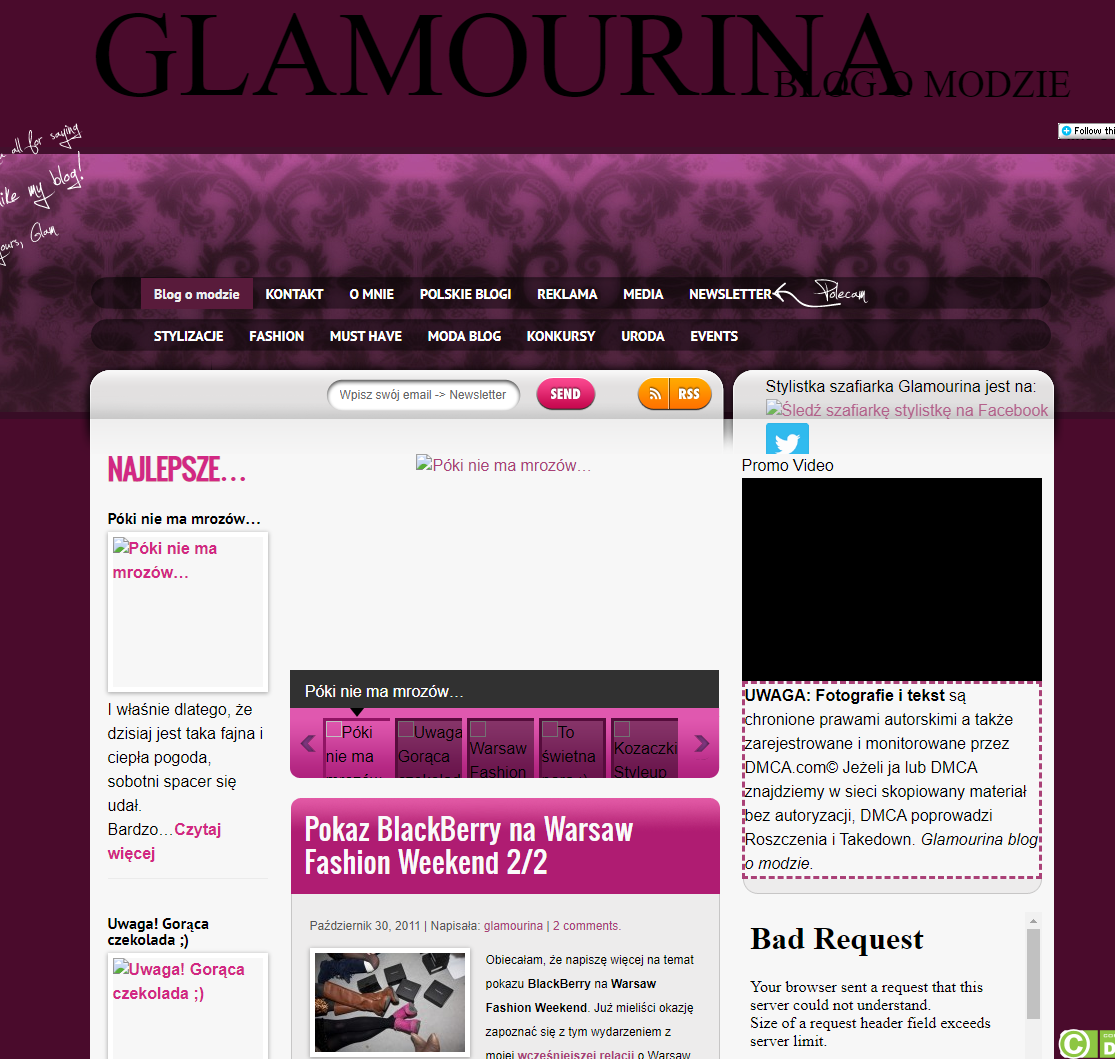 GLAMOURINA
BLOG O MODZIE
all for saying
Follow thi
like my blog!
Glam
Blog o modzie KONTAKT O MNIE POLSKIE BLOGI REKLAMA MEDIA NEWSLETTER Polecam
STYLIZACJE FASHION MUST HAVE MODA BLOG KONKURSY URODA EVENTS
Wpisz swój email -> Newsletter SEND RSS
Stylistka szafiarka Glamourina jest na:
Śledź szafiarkę stylistkę na Facebook
NAJLEPSZE…
Póki nie ma mrozów…
Póki nie ma
mrozów…
I właśnie dlatego, że
dzisiaj jest taka fajna i
ciepła pogoda,
sobotni spacer się
udał.
Bardzo…Czytaj
więcej
Uwaga! Gorąca
czekolada ;)
Uwaga! Gorąca
czekolada ;)
Póki nie ma mrozów…
Póki nie ma mrozów…
Póki
nie ma
mrozów…
Uwaga!
Gorąca
czekolad
Warsaw
Fashion
To
świetna
pora ;)
Kozaczki
Styleup
Pokaz BlackBerry na Warsaw
Fashion Weekend 2/2
Październik 30, 2011 | Napisała: glamourina | 2 comments.
Obiecałam, że napiszę więcej na temat
pokazu BlackBerry na Warsaw
Fashion Weekend. Już mieliści okazję
zapoznać się z tym wydarzeniem z
mojej wcześniejszej relacji o Warsaw
Promo Video
UWAGA: Fotografie i tekst są
chronione prawami autorskimi a także
zarejestrowane i monitorowane przez
DMCA.com© Jeżeli ja lub DMCA
znajdziemy w sieci skopiowany materiał
bez autoryzacji, DMCA poprowadzi
Roszczenia i Takedown. Glamourina blog
o modzie.
Bad Request
Your browser sent a request that this
server could not understand.
Size of a request header field exceeds
server limit.